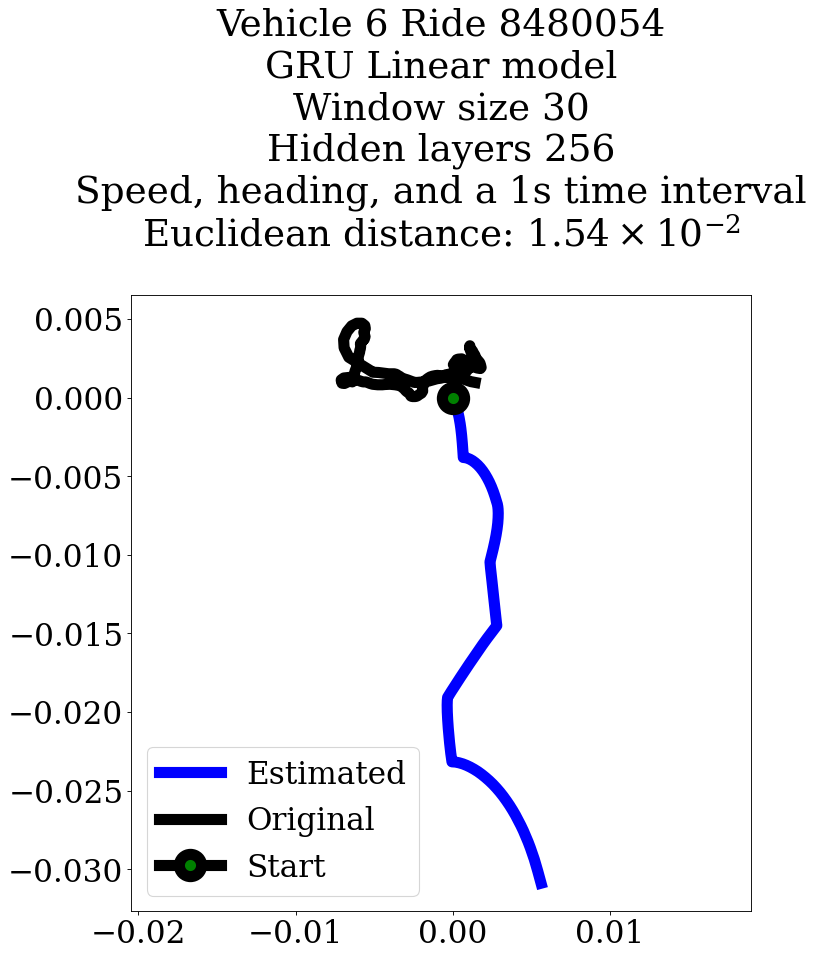 Vehicle 6 Ride 8480054
GRU Linear model
Window size 30
Hidden layers 256
Speed, heading, and a 1s time interval
Euclidean distance: 1.54 × 10⁻²
0.005
0.000
−0.005
−0.010
−0.015
−0.020
−0.025
−0.030
Estimated
Original
Start
−0.02 −0.01 0.00 0.01